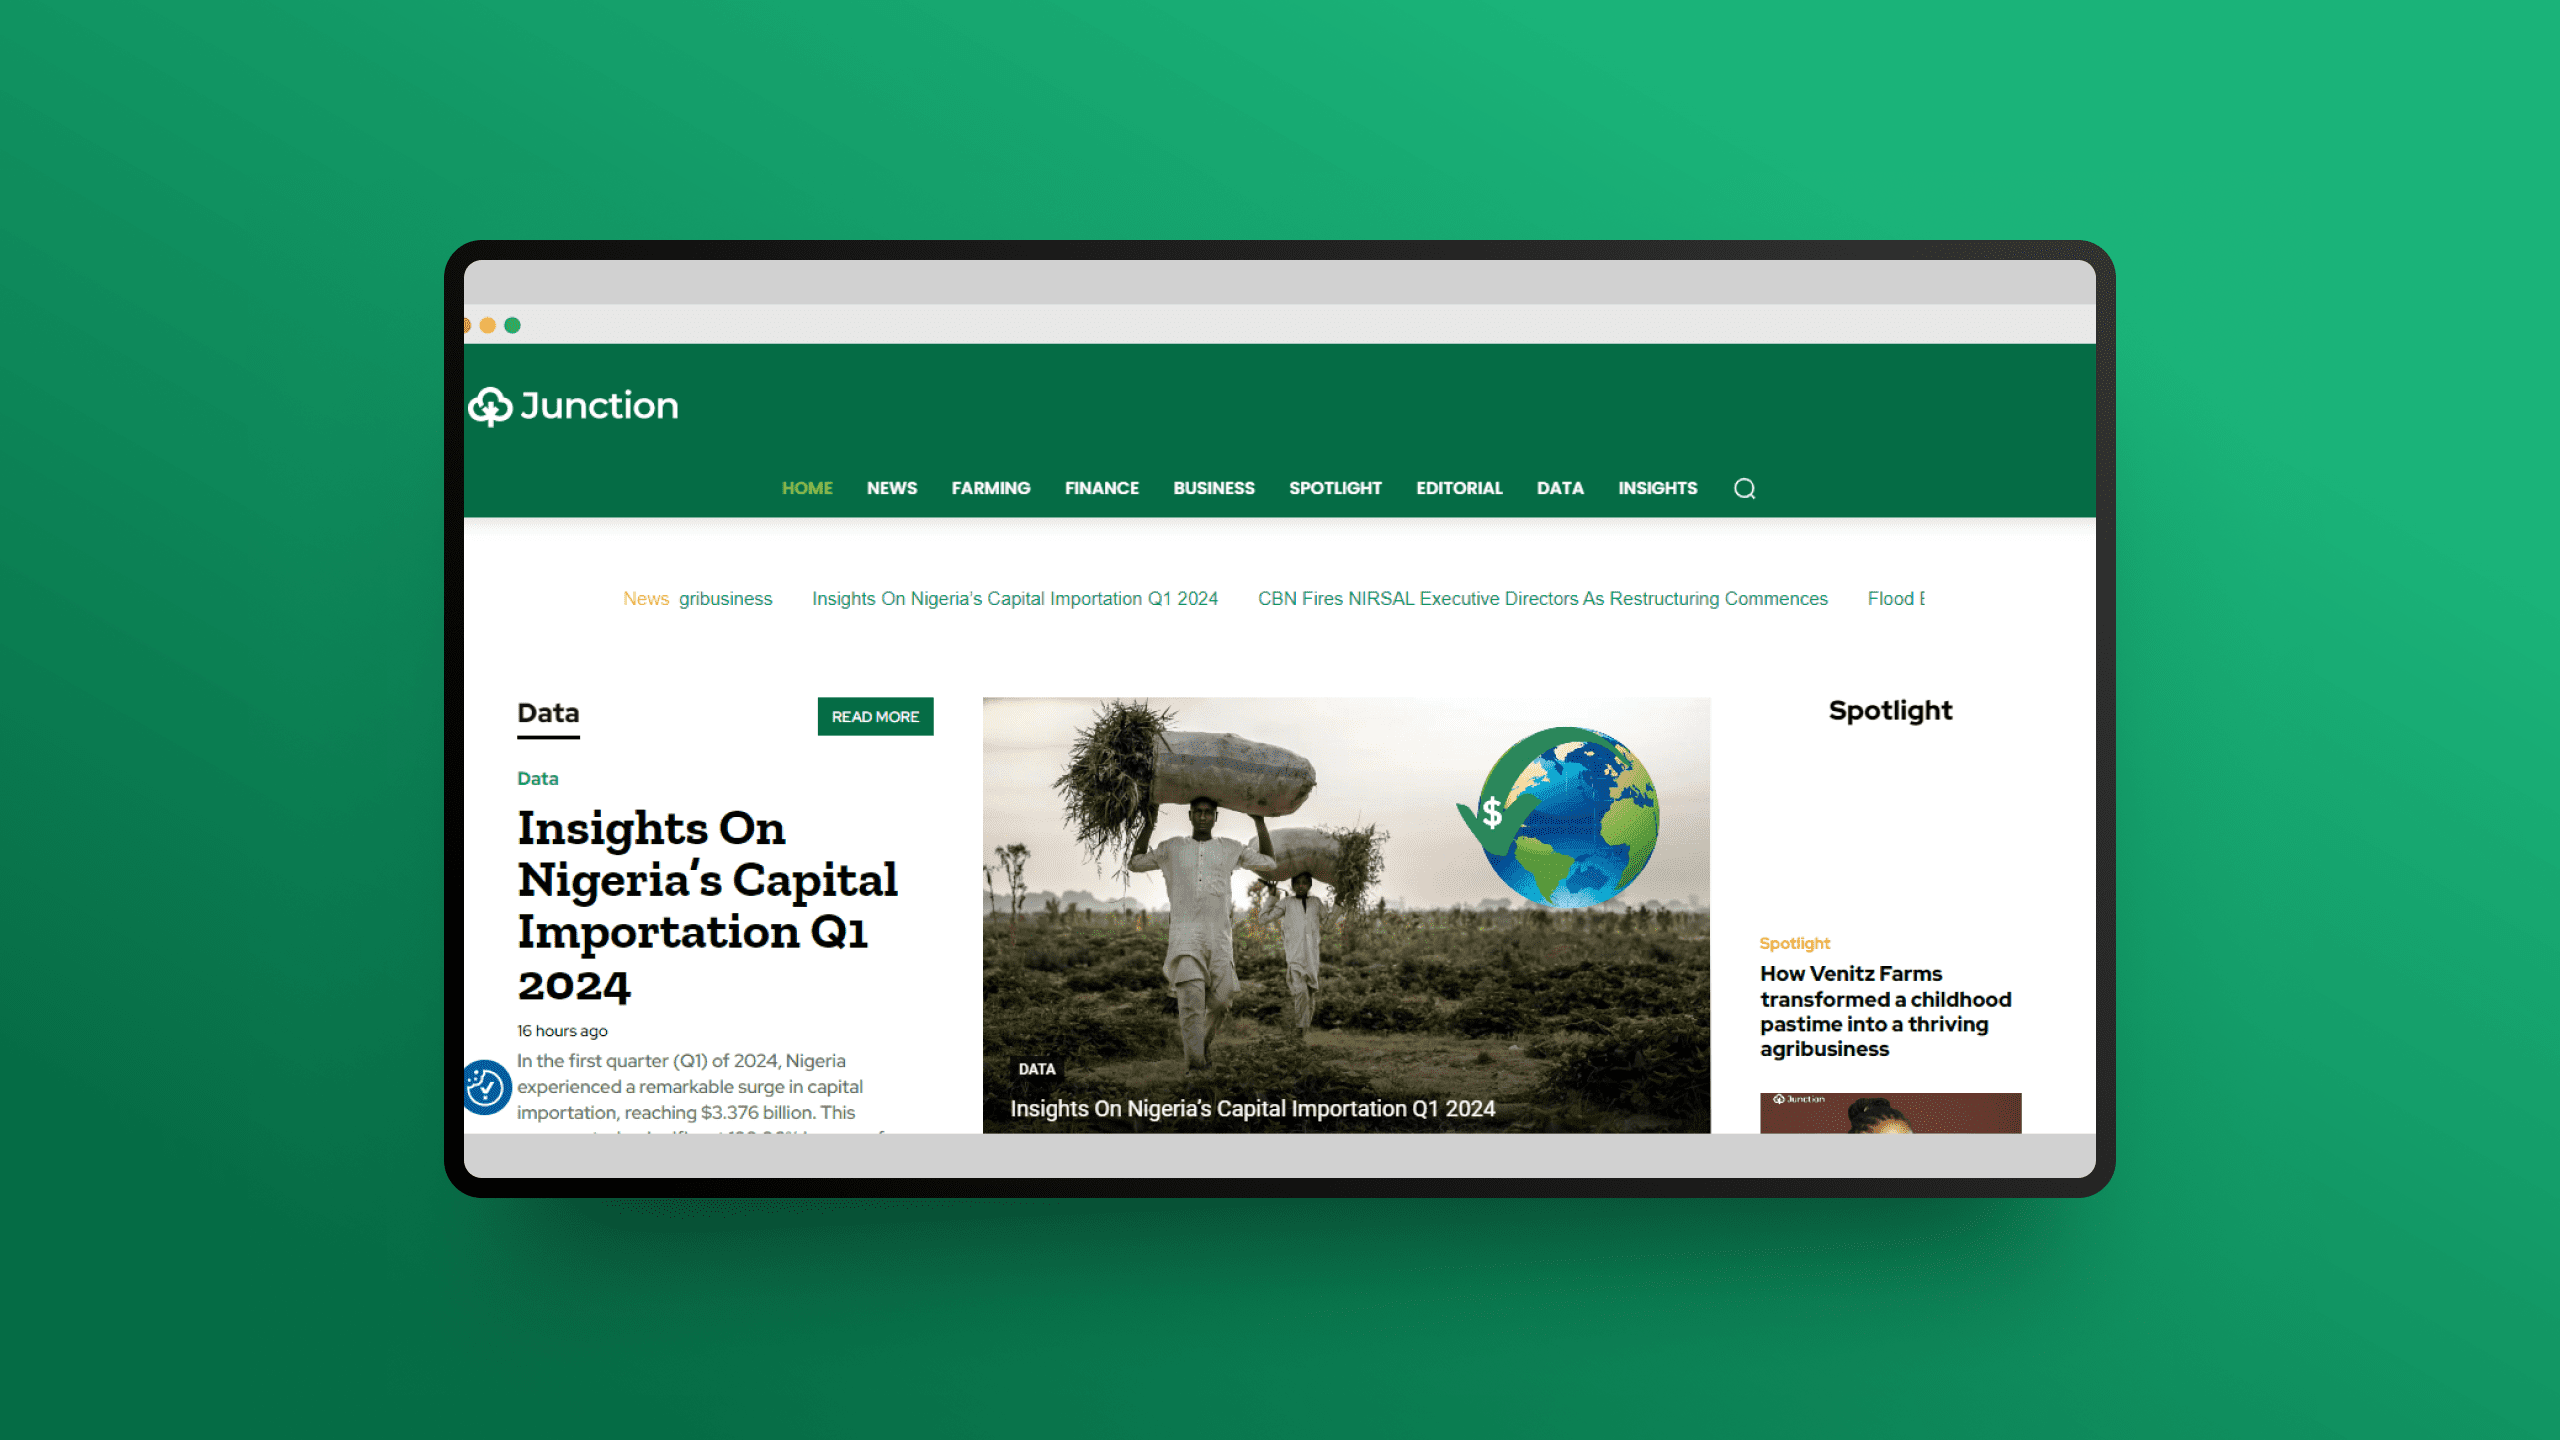 Junction
HOME NEWS FARMING FINANCE BUSINESS SPOTLIGHT EDITORIAL DATA INSIGHTS
News gribusiness Insights On Nigeria's Capital Importation Q1 2024 CBN Fires NIRSAL Executive Directors As Restructuring Commences Flood
Data
READ MORE
Data
Insights On
Nigeria's Capital
Importation Q1
2024
16 hours ago
In the first quarter (Q1) of 2024, Nigeria
experienced a remarkable surge in capital
importation, reaching $3.376 billion. This
$
DATA
Insights On Nigeria's Capital Importation Q1 2024
Spotlight
Spotlight
How Venitz Farms
transformed a childhood
pastime into a thriving
agribusiness
Junction